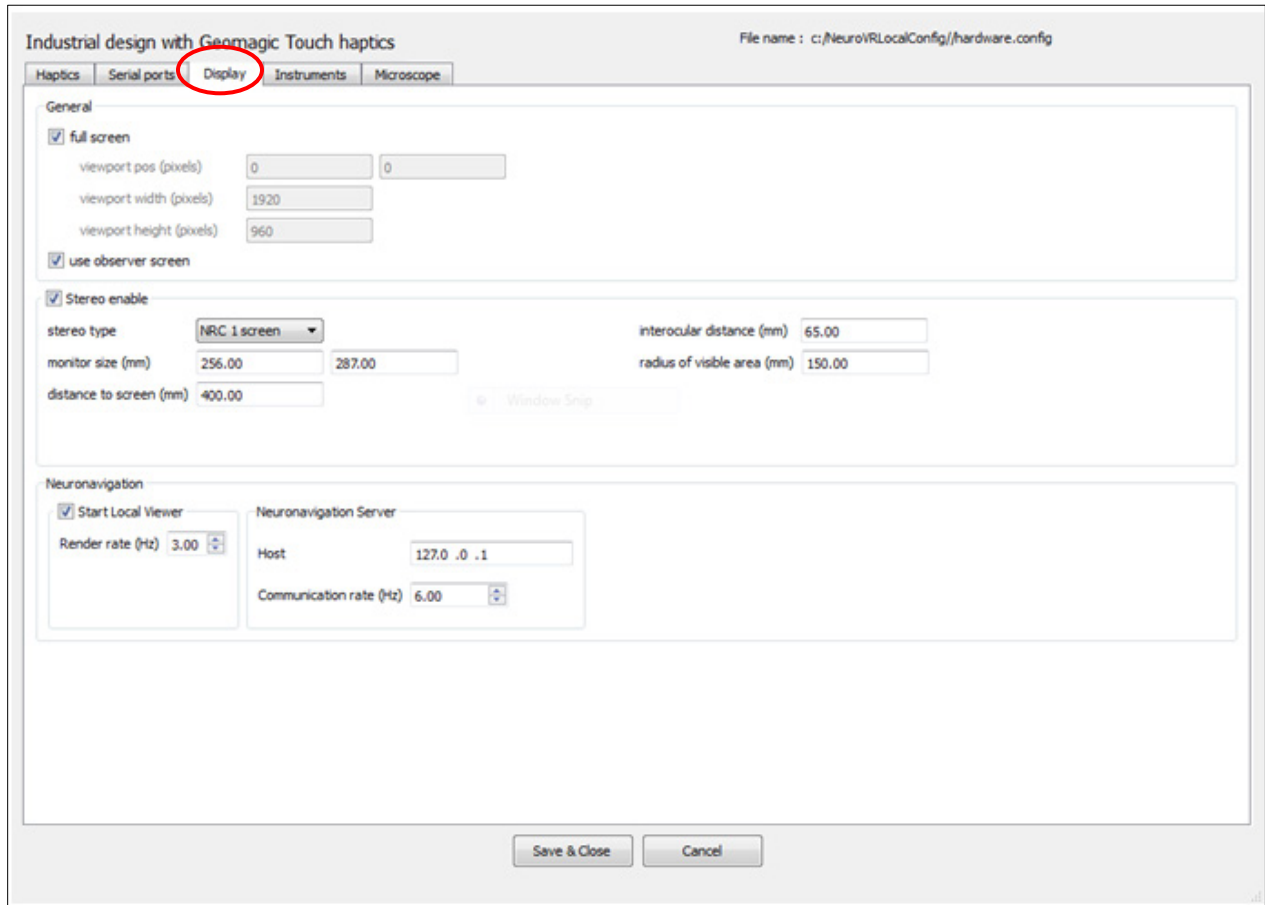 Industrial design with Geomagic Touch haptics
File name : c:/NeuroVRLocalConfig//hardware.config
Haptics Serial ports Display Instruments Microscope
General
full screen
viewport pos (pixels) 0 0
viewport width (pixels) 1920
viewport height (pixels) 960
use observer screen
Stereo enable
stereo type NRC 1 screen interocular distance (mm) 65.00
monitor size (mm) 256.00 287.00 radius of visible area (mm) 150.00
distance to screen (mm) 400.00
Window Snip
Neuronavigation
Start Local Viewer Neuronavigation Server
Render rate (Hz) 3.00
Host 127.0 .0 .1
Communication rate (Hz) 6.00
Save & Close Cancel